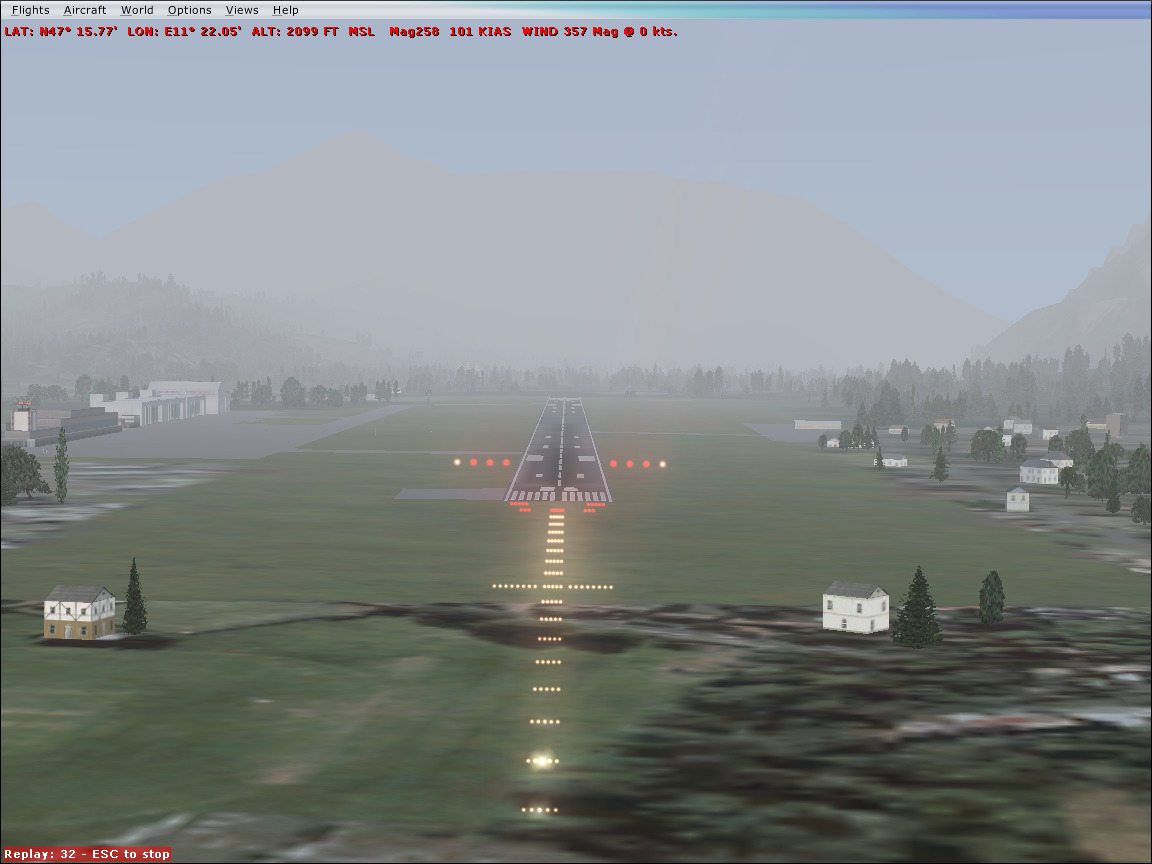 Flights Aircraft World Options Views Help
LAT: N47° 15.77' LON: E11° 22.05' ALT: 2099 FT MSL Mag258 101 KIAS WIND 357 Mag @ 0 kts.
Replay: 32 - ESC to stop